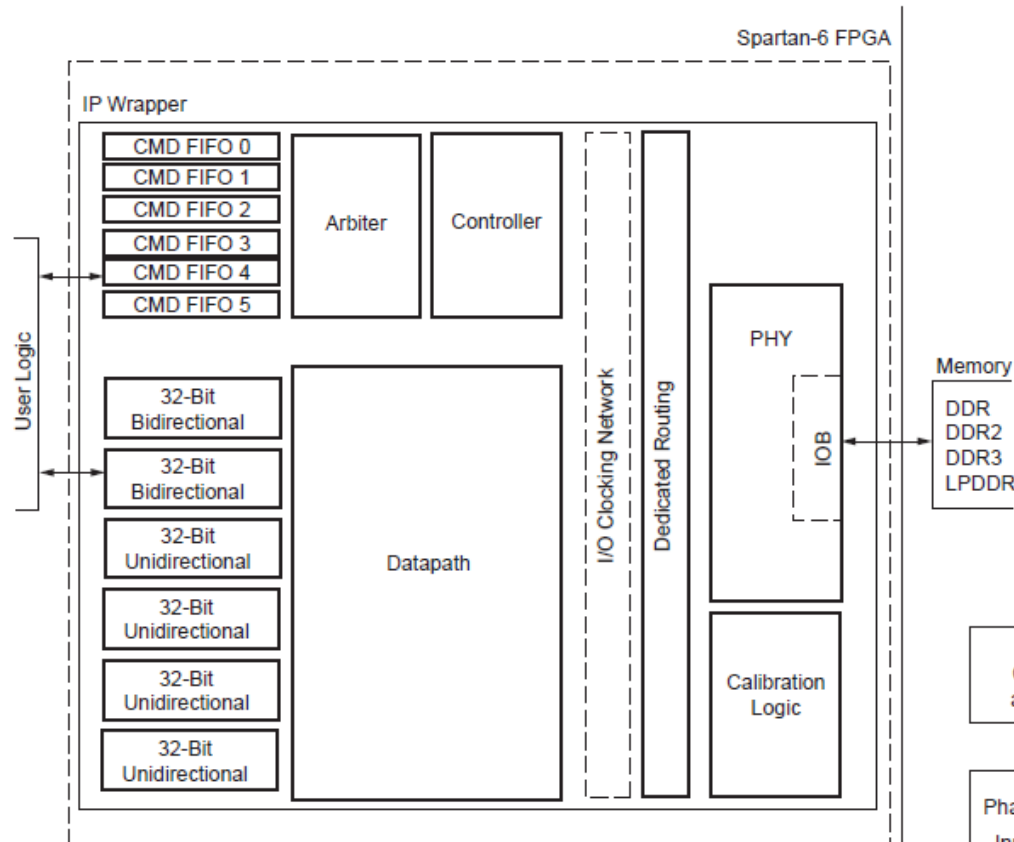 Spartan-6 FPGA
IP Wrapper
CMD FIFO 0
CMD FIFO 1
CMD FIFO 2
CMD FIFO 3
CMD FIFO 4
CMD FIFO 5
Arbiter
Controller
User Logic
32-Bit
Bidirectional
32-Bit
Bidirectional
32-Bit
Unidirectional
32-Bit
Unidirectional
32-Bit
Unidirectional
32-Bit
Unidirectional
Datapath
I/O Clocking Network
Dedicated Routing
PHY
IOB
Calibration
Logic
Memory
DDR
DDR2
DDR3
LPDDR